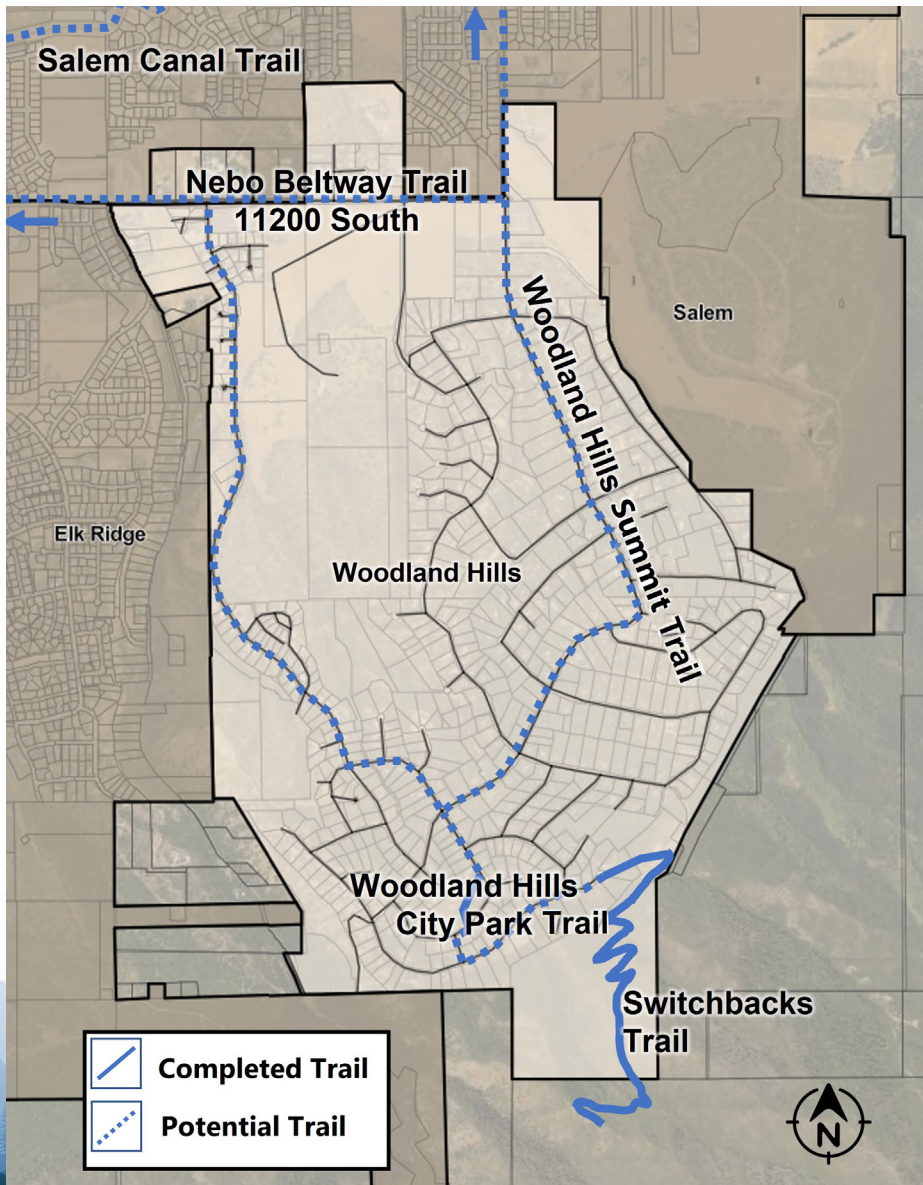 Salem Canal Trail
Nebo Beltway Trail
11200 South
Salem
Woodland Hills Summit Trail
Elk Ridge
Woodland Hills
Woodland Hills
City Park Trail
Switchbacks
Trail
Completed Trail
Potential Trail
N